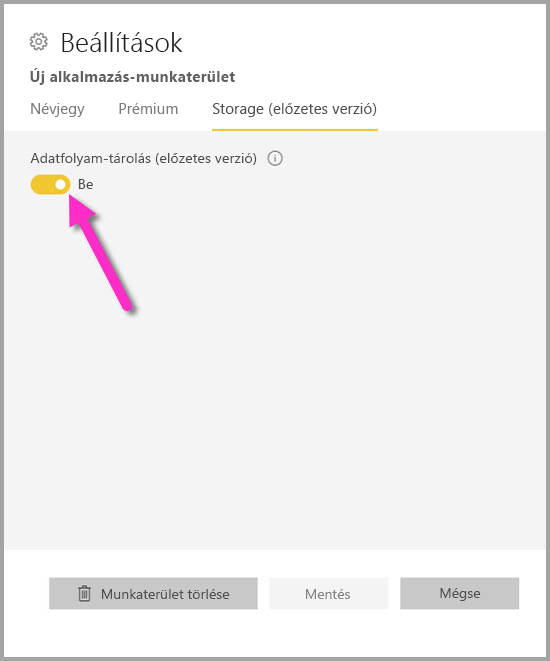 Beállítások
Új alkalmazás-munkaterület
Névjegy Prémium Storage (előzetes verzió)
Adatfolyam-tárolás (előzetes verzió)
Be
Munkaterület törlése Mentés Mégse